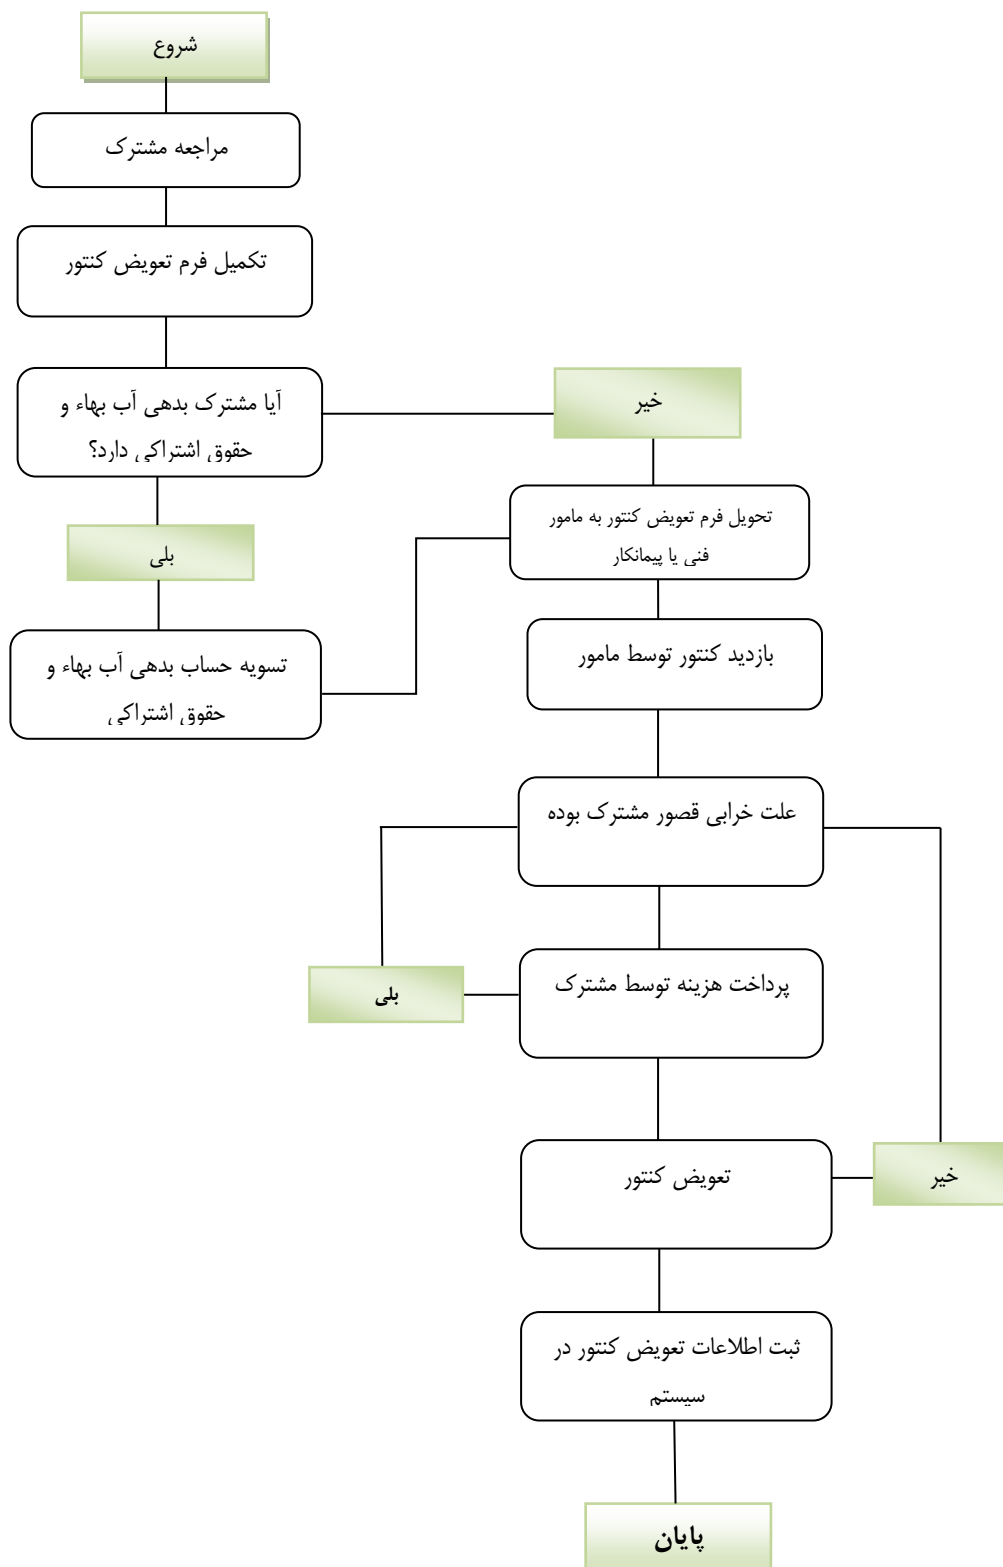 شروع
مراجعه مشترک
تکمیل فرم تعویض کنتور
آیا مشترک بدهی آب بهاء و
حقوق اشتراکی دارد؟
خیر
بلی
تحویل فرم تعویض کنتور به مامور
فنی یا پیمانکار
تسویه حساب بدهی آب بهاء و
حقوق اشتراکی
بازدید کنتور توسط مامور
علت خرابی قصور مشترک بوده
بلی
پرداخت هزینه توسط مشترک
تعویض کنتور
خیر
ثبت اطلاعات تعویض کنتور در
سیستم
پایان